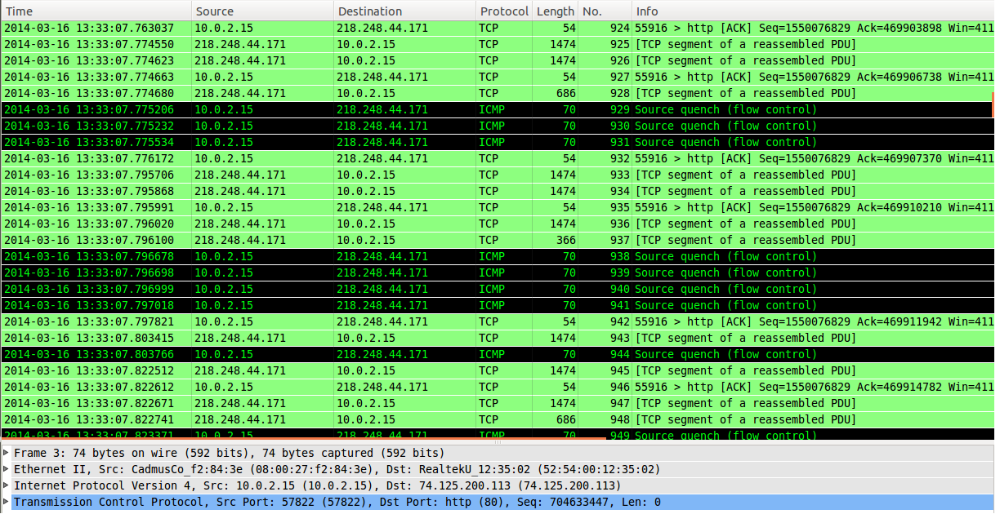 Time Source Destination Protocol Length No. Info
2014-03-16 13:33:07.763037 10.0.2.15 218.248.44.171 TCP 54 924 55916 > http [ACK] Seq=1550076829 Ack=469903898 Win=411
2014-03-16 13:33:07.774550 218.248.44.171 10.0.2.15 TCP 1474 925 [TCP segment of a reassembled PDU]
2014-03-16 13:33:07.774623 218.248.44.171 10.0.2.15 TCP 1474 926 [TCP segment of a reassembled PDU]
2014-03-16 13:33:07.774663 10.0.2.15 218.248.44.171 TCP 54 927 55916 > http [ACK] Seq=1550076829 Ack=469906738 Win=411
2014-03-16 13:33:07.774680 218.248.44.171 10.0.2.15 TCP 686 928 [TCP segment of a reassembled PDU]
2014-03-16 13:33:07.775206 10.0.2.15 218.248.44.171 ICMP 70 929 Source quench (flow control)
2014-03-16 13:33:07.775232 10.0.2.15 218.248.44.171 ICMP 70 930 Source quench (flow control)
2014-03-16 13:33:07.775534 10.0.2.15 218.248.44.171 ICMP 70 931 Source quench (flow control)
2014-03-16 13:33:07.776172 10.0.2.15 218.248.44.171 TCP 54 932 55916 > http [ACK] Seq=1550076829 Ack=469907370 Win=411
2014-03-16 13:33:07.795706 218.248.44.171 10.0.2.15 TCP 1474 933 [TCP segment of a reassembled PDU]
2014-03-16 13:33:07.795868 218.248.44.171 10.0.2.15 TCP 1474 934 [TCP segment of a reassembled PDU]
2014-03-16 13:33:07.795991 10.0.2.15 218.248.44.171 TCP 54 935 55916 > http [ACK] Seq=1550076829 Ack=469910210 Win=411
2014-03-16 13:33:07.796020 218.248.44.171 10.0.2.15 TCP 1474 936 [TCP segment of a reassembled PDU]
2014-03-16 13:33:07.796100 218.248.44.171 10.0.2.15 TCP 366 937 [TCP segment of a reassembled PDU]
2014-03-16 13:33:07.796678 10.0.2.15 218.248.44.171 ICMP 70 938 Source quench (flow control)
2014-03-16 13:33:07.796698 10.0.2.15 218.248.44.171 ICMP 70 939 Source quench (flow control)
2014-03-16 13:33:07.796999 10.0.2.15 218.248.44.171 ICMP 70 940 Source quench (flow control)
2014-03-16 13:33:07.797018 10.0.2.15 218.248.44.171 ICMP 70 941 Source quench (flow control)
2014-03-16 13:33:07.797821 10.0.2.15 218.248.44.171 TCP 54 942 55916 > http [ACK] Seq=1550076829 Ack=469911942 Win=411
2014-03-16 13:33:07.803415 218.248.44.171 10.0.2.15 TCP 1474 943 [TCP segment of a reassembled PDU]
2014-03-16 13:33:07.803766 10.0.2.15 218.248.44.171 ICMP 70 944 Source quench (flow control)
2014-03-16 13:33:07.822512 218.248.44.171 10.0.2.15 TCP 1474 945 [TCP segment of a reassembled PDU]
2014-03-16 13:33:07.822612 10.0.2.15 218.248.44.171 TCP 54 946 55916 > http [ACK] Seq=1550076829 Ack=469914782 Win=411
2014-03-16 13:33:07.822671 218.248.44.171 10.0.2.15 TCP 1474 947 [TCP segment of a reassembled PDU]
2014-03-16 13:33:07.822741 218.248.44.171 10.0.2.15 TCP 686 948 [TCP segment of a reassembled PDU]
2014-03-16 13:33:07.823371 10.0.2.15 218.248.44.171 ICMP 70 949 Source quench (flow control)
Frame 3: 74 bytes on wire (592 bits), 74 bytes captured (592 bits)
Ethernet II, Src: CadmusCo_f2:84:3e (08:00:27:f2:84:3e), Dst: RealtekU_12:35:02 (52:54:00:12:35:02)
Internet Protocol Version 4, Src: 10.0.2.15 (10.0.2.15), Dst: 74.125.200.113 (74.125.200.113)
Transmission Control Protocol, Src Port: 57822 (57822), Dst Port: http (80), Seq: 704633447, Len: 0